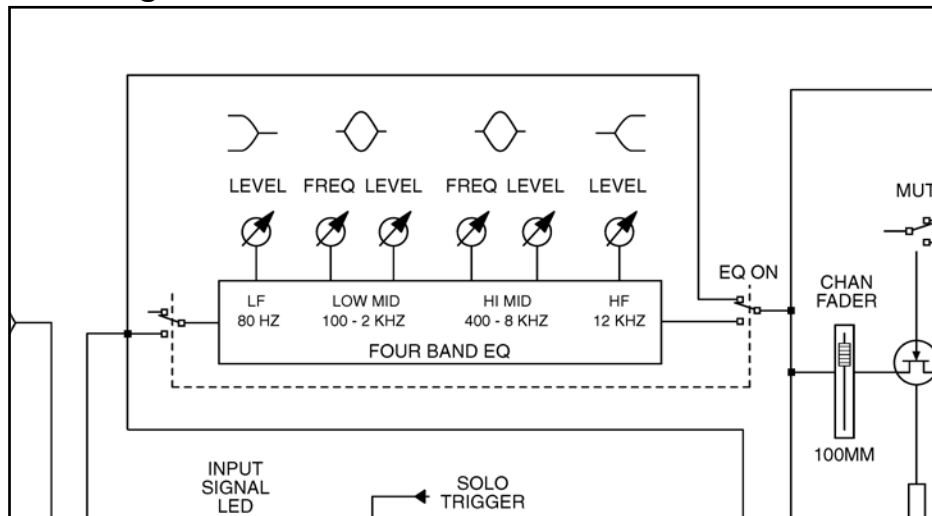 LEVEL FREQ LEVEL FREQ LEVEL LEVEL
MUT
EQ ON
CHAN
FADER
LF LOW MID HI MID HF
80 HZ 100 - 2 KHZ 400 - 8 KHZ 12 KHZ
FOUR BAND EQ
100MM
INPUT
SIGNAL
LED
SOLO
TRIGGER